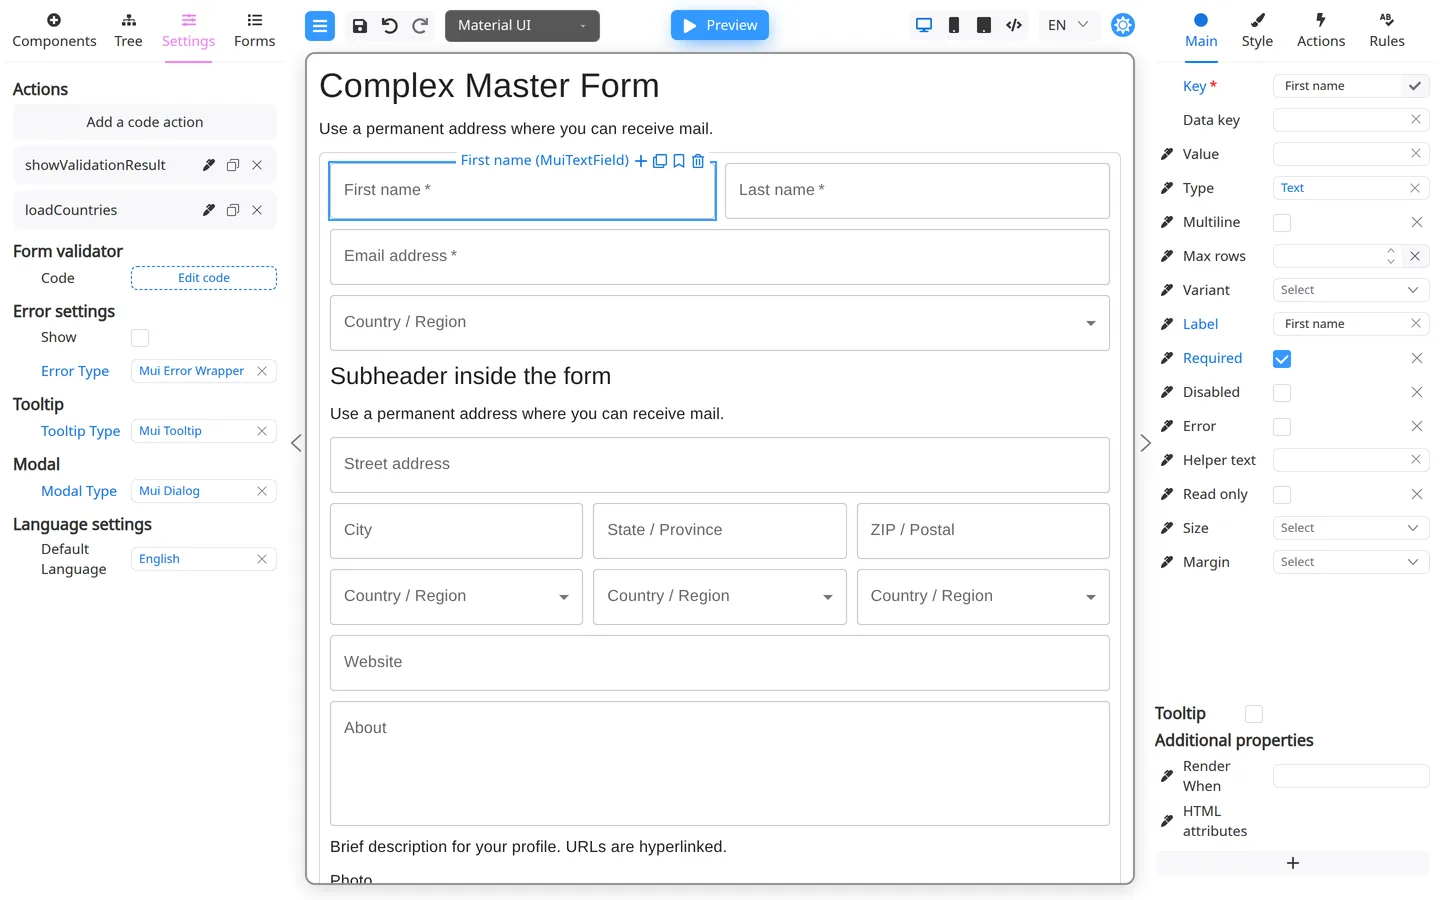 Components
Tree
Settings
Forms
Material UI
Preview
EN
Main
Style
Actions
Rules
Actions
Add a code action
showValidationResult
loadCountries
Form validator
Code
Edit code
Error settings
Show
Error Type
Mui Error Wrapper
Tooltip
Tooltip Type
Mui Tooltip
Modal
Modal Type
Mui Dialog
Language settings
Default
Language
English
Complex Master Form
Use a permanent address where you can receive mail.
First name (MuiTextField)
First name *
Last name *
Email address *
Country / Region
Subheader inside the form
Use a permanent address where you can receive mail.
Street address
City
State / Province
ZIP / Postal
Country / Region
Country / Region
Country / Region
Website
About
Brief description for your profile. URLs are hyperlinked.
Photo
Key *
First name
Data key
Value
Type
Text
Multiline
Max rows
Variant
Select
Label
First name
Required
Disabled
Error
Helper text
Read only
Size
Select
Margin
Select
Tooltip
Additional properties
Render
When
HTML
attributes